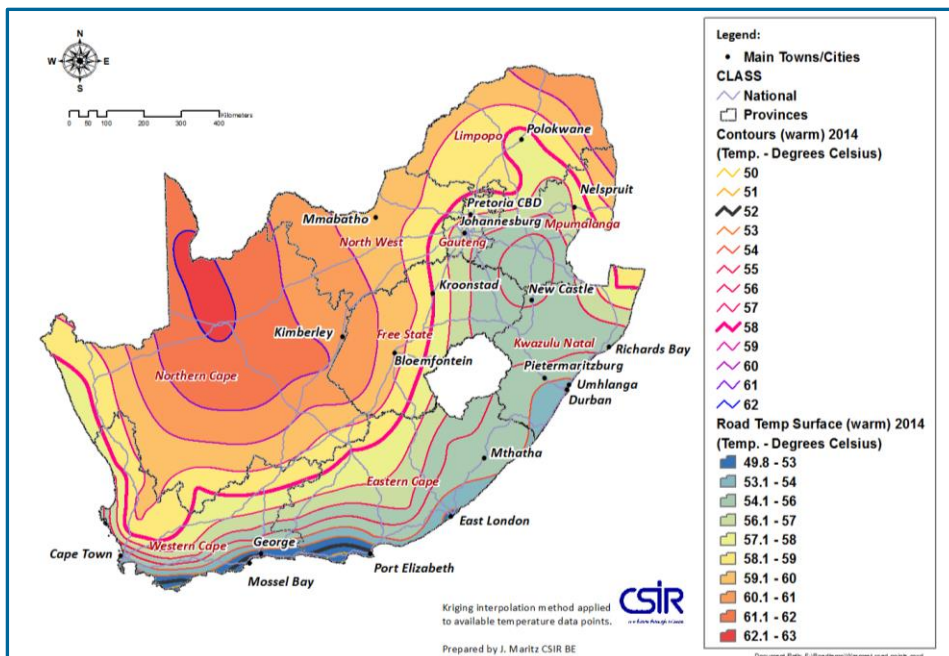 N
W
E
S
Kilometers
0 50 100 200 300 400
Limpopo
Polokwane
Nelspruit
Pretoria CBD
Mmabatho
Johannesburg
Mpumalanga
North West
Gauteng
Kroonstad
New Castle
Kimberley
Free State
Kwazulu Natal
Richards Bay
Bloemfontein
Northern Cape
Pietermaritzburg
Umhlanga
Durban
Mthatha
Eastern Cape
East London
Cape Town
Western Cape
George
Port Elizabeth
Mossel Bay
Kriging interpolation method applied
to available temperature data points.
Prepared by J. Maritz CSIR BE
CSIR
Legend:
Main Towns/Cities
CLASS
National
Provinces
Contours (warm) 2014
(Temp. - Degrees Celsius)
50
51
52
53
54
55
56
57
58
59
60
61
62
Road Temp Surface (warm) 2014
(Temp. - Degrees Celsius)
49.8 - 53
53.1 - 54
54.1 - 56
56.1 - 57
57.1 - 58
58.1 - 59
59.1 - 60
60.1 - 61
61.1 - 62
62.1 - 63